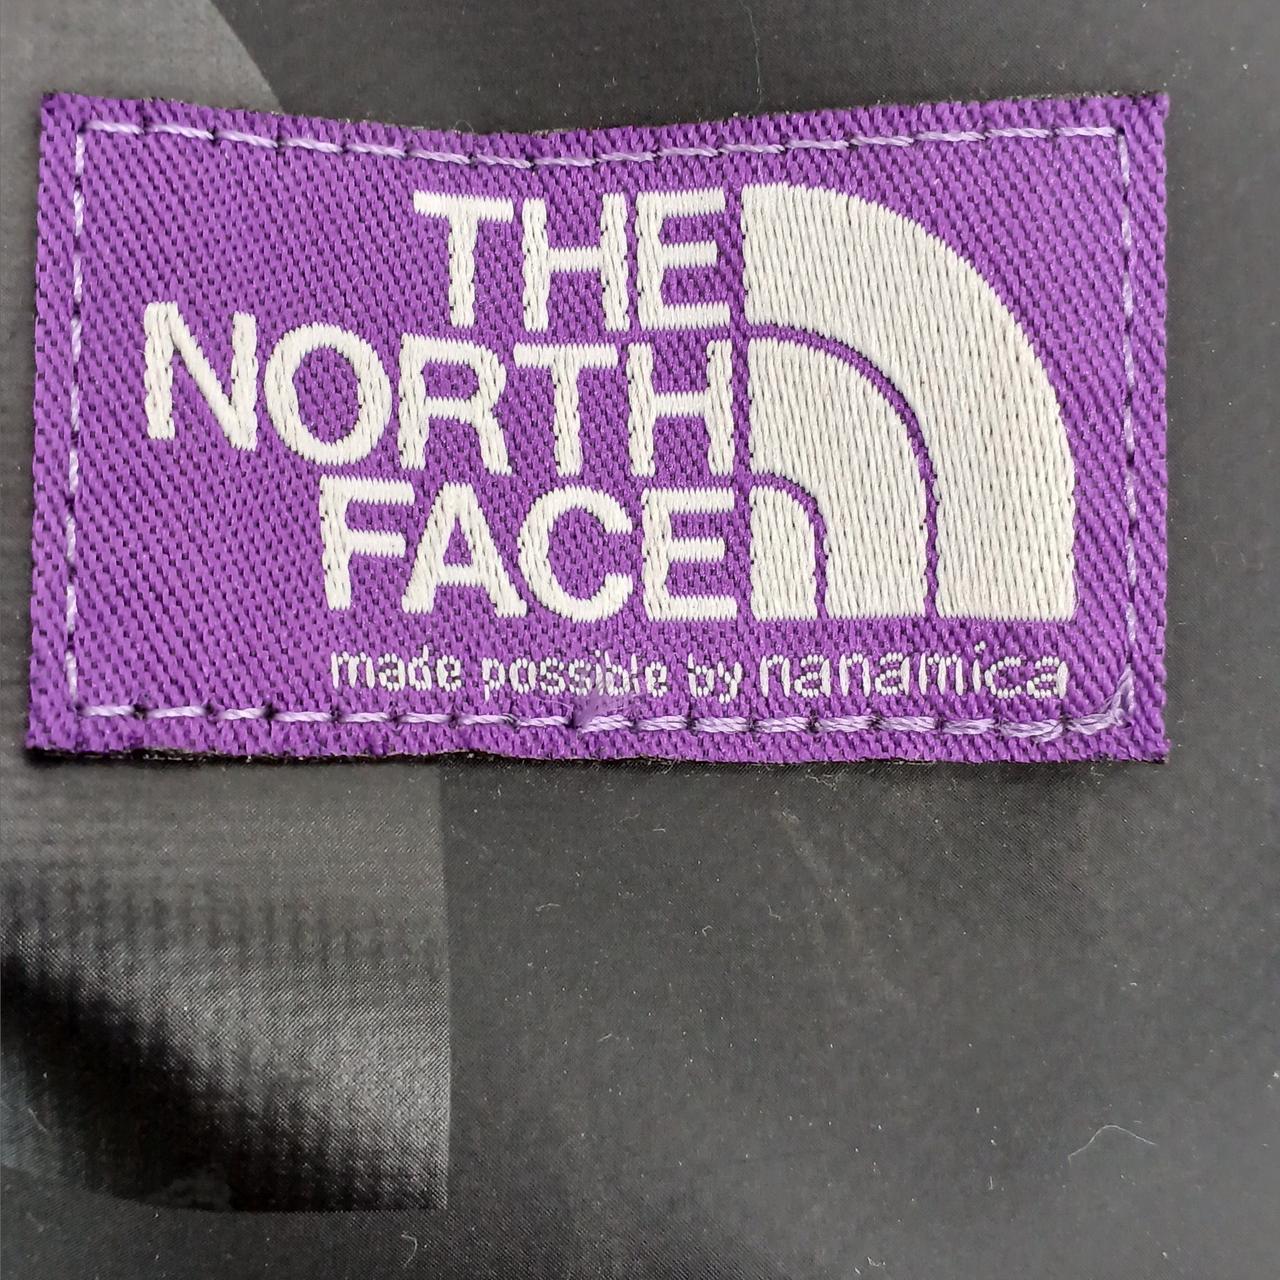 THE
NORTH
FACE
made possible by nanamica